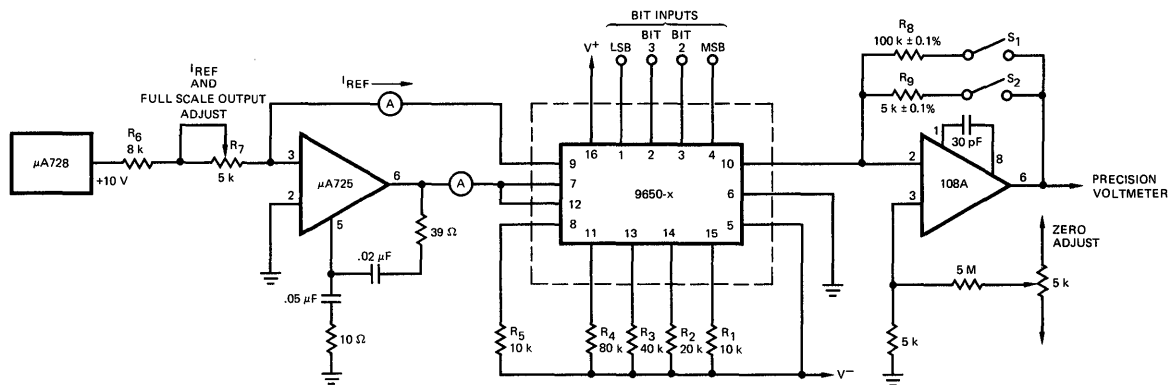 BIT INPUTS
BIT BIT
V+ LSB 3 2 MSB
R8
100 k ± 0.1%
S1
R9
5 k ± 0.1%
S2
IREF
AND
FULL SCALE OUTPUT
ADJUST
IREF
A
µA728
R6
8 k
+10 V
R7
5 k
3
2
µA725
6
5
A
39 Ω
.02 µF
.05 µF
10 Ω
16 1 2 3 4
9
7
12
8
9650-x
10
6
5
11 13 14 15
R5
10 k
R4
80 k
R3
40 k
R2
20 k
R1
10 k
V−
1
30 pF
8
2
3
108A
6
PRECISION
VOLTMETER
ZERO
ADJUST
5 M
5 k
5 k